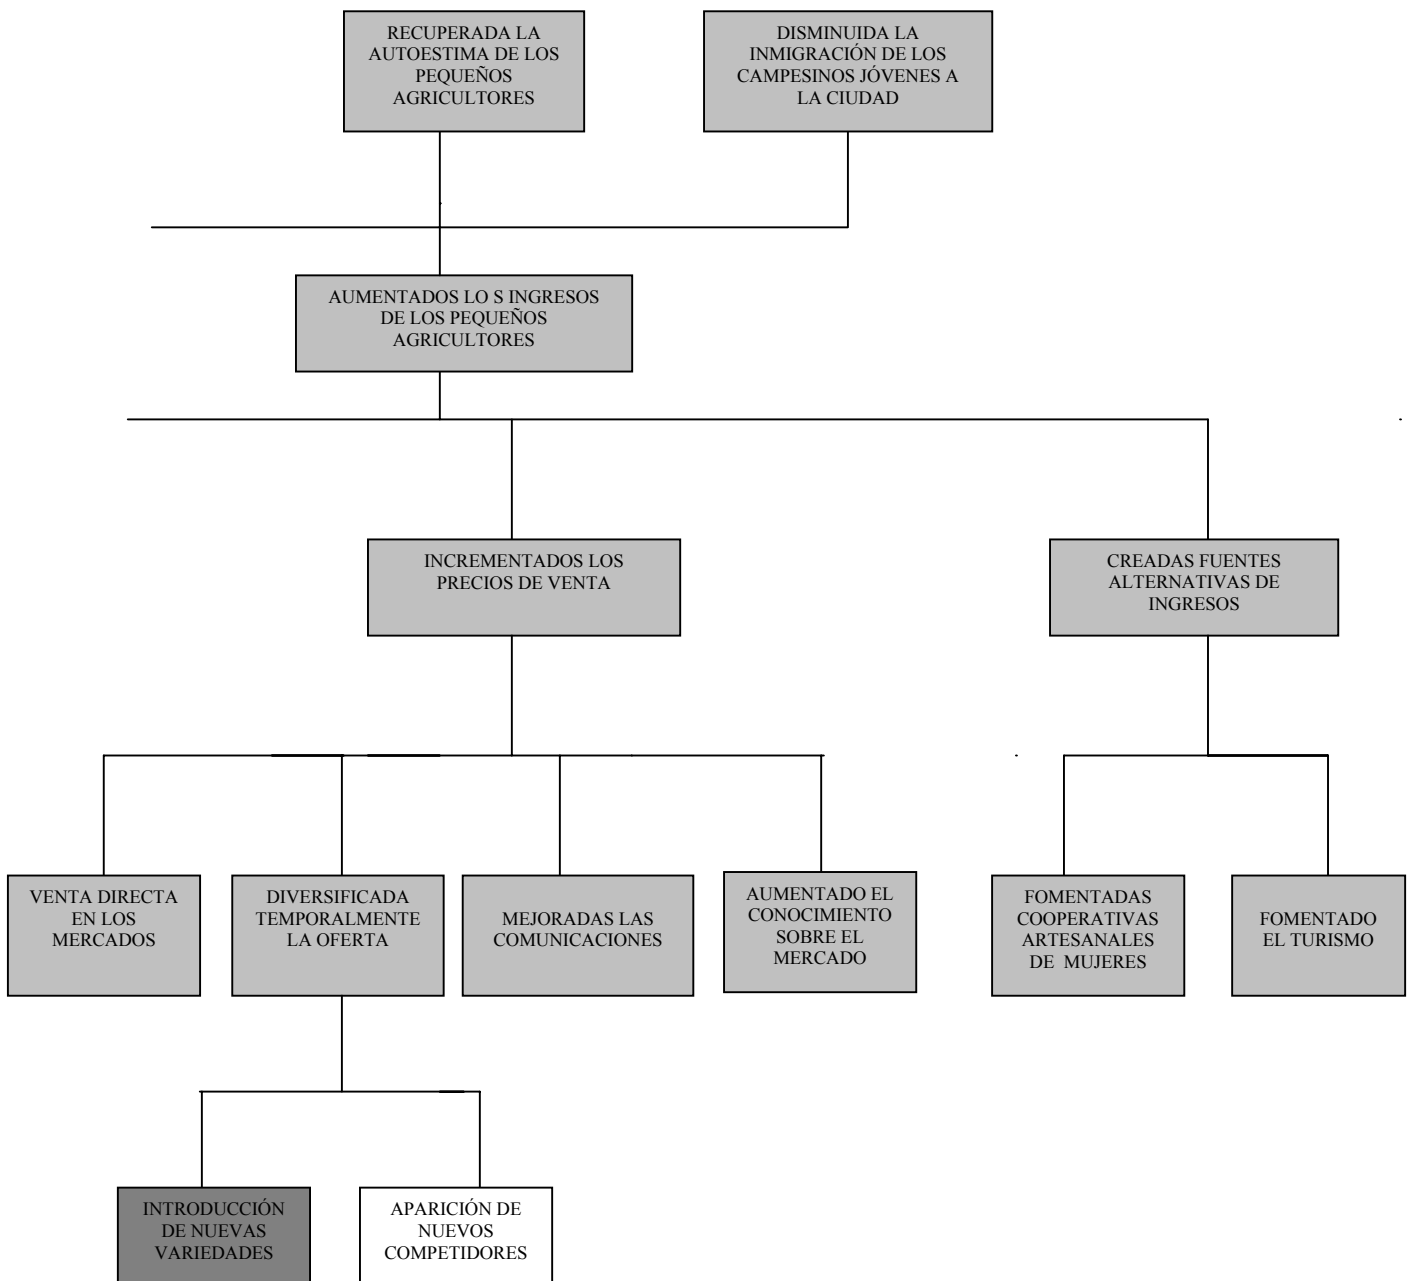 RECUPERADA LA
AUTOESTIMA DE LOS
PEQUEÑOS
AGRICULTORES
DISMINUIDA LA
INMIGRACIÓN DE LOS
CAMPESINOS JÓVENES A
LA CIUDAD
AUMENTADOS LO S INGRESOS
DE LOS PEQUEÑOS
AGRICULTORES
INCREMENTADOS LOS
PRECIOS DE VENTA
CREADAS FUENTES
ALTERNATIVAS DE
INGRESOS
VENTA DIRECTA
EN LOS
MERCADOS
DIVERSIFICADA
TEMPORALMENTE
LA OFERTA
MEJORADAS LAS
COMUNICACIONES
AUMENTADO EL
CONOCIMIENTO
SOBRE EL
MERCADO
FOMENTADAS
COOPERATIVAS
ARTESANALES
DE MUJERES
FOMENTADO
EL TURISMO
INTRODUCCIÓN
DE NUEVAS
VARIEDADES
APARICIÓN DE
NUEVOS
COMPETIDORES